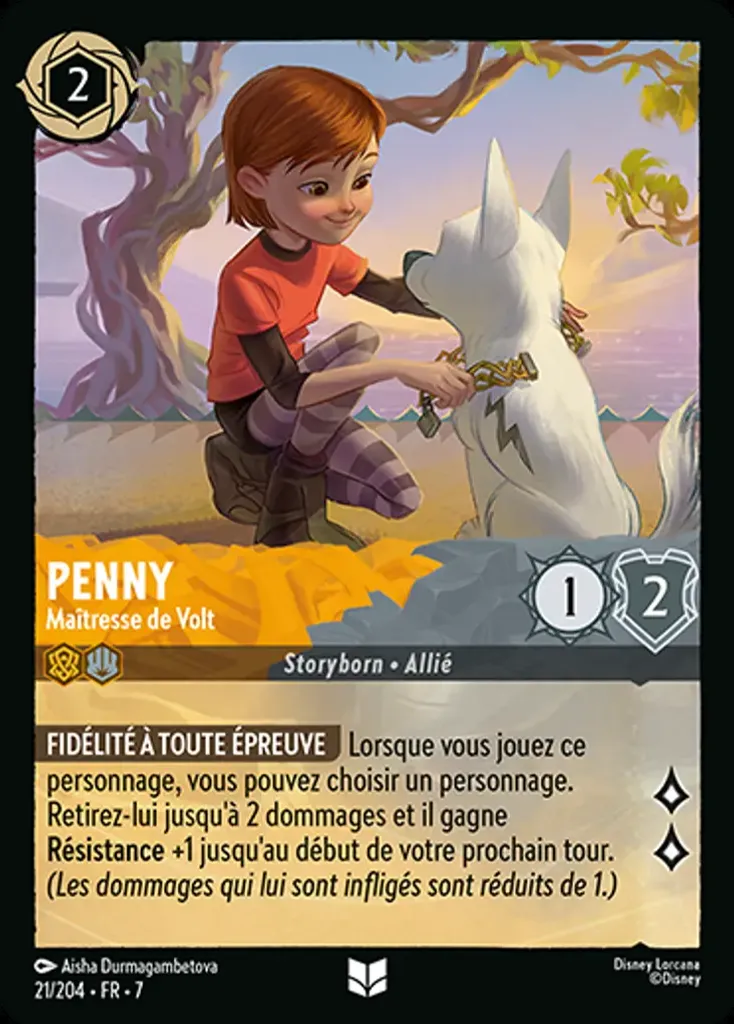 2
PENNY
Maîtresse de Volt
1
2
Storyborn • Allié
FIDÉLITÉ À TOUTE ÉPREUVE Lorsque vous jouez ce
personnage, vous pouvez choisir un personnage.
Retirez-lui jusqu'à 2 dommages et il gagne
Résistance +1 jusqu'au début de votre prochain tour.
(Les dommages qui lui sont infligés sont réduits de 1.)
Aisha Durmagambetova
21/204 • FR • 7
Disney Lorcana
©Disney